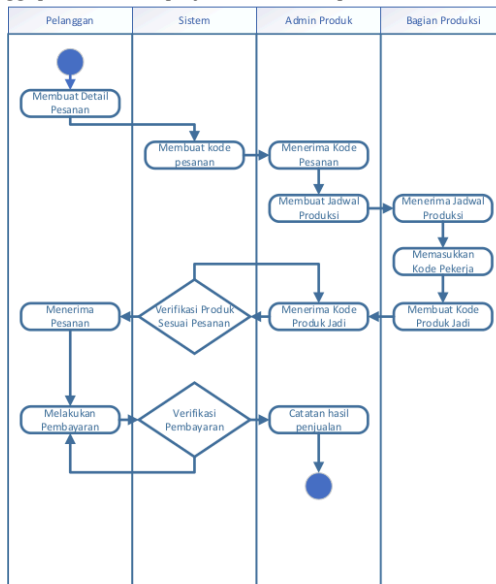 Pelanggan
Sistem
Admin Produk
Bagian Produksi
Membuat Detail
Pesanan
Membuat kode
pesanan
Menerima Kode
Pesanan
Membuat Jadwal
Produksi
Menerima Jadwal
Produksi
Memasukkan
Kode Pekerja
Menerima
Pesanan
Verifikasi Produk
Sesuai Pesanan
Menerima Kode
Produk Jadi
Membuat Kode
Produk Jadi
Melakukan
Pembayaran
Verifikasi
Pembayaran
Catatan hasil
penjualan